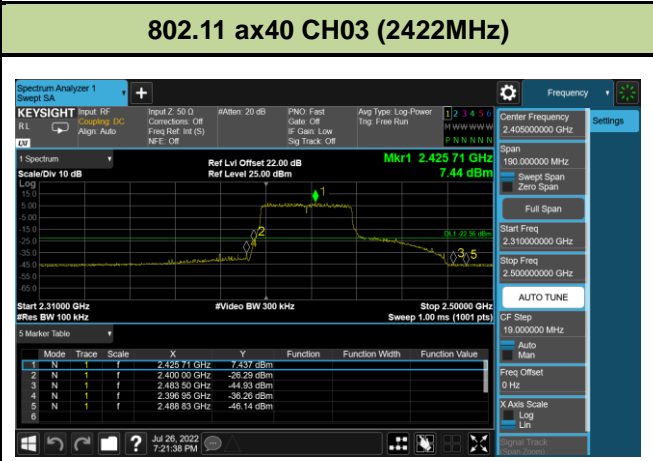 802.11 ax40 CH03 (2422MHz)
Spectrum Analyzer 1
Swept SA
+
Frequency
KEYSIGHT
RL
LXI
Input: RF
Coupling: DC
Align: Auto
Input Z: 50 Ω
Corrections: Off
Freq Ref: Int (S)
NFE: Off
#Atten: 20 dB
PNO: Fast
Gate: Off
IF Gain: Low
Sig Track: Off
Avg Type: Log-Power
Trig: Free Run
1 2 3 4 5 6
M W W W W W
P N N N N N
Center Frequency
2.405000000 GHz
Settings
Span
190.000000 MHz
Swept Span
Zero Span
Full Span
Start Freq
2.310000000 GHz
Stop Freq
2.500000000 GHz
AUTO TUNE
CF Step
19.000000 MHz
Auto
Man
Freq Offset
0 Hz
X Axis Scale
Log
Lin
Signal Track
(Span Zoom)
1 Spectrum
Scale/Div 10 dB
Log
Ref Lvl Offset 22.00 dB
Ref Level 25.00 dBm
Mkr1 2.425 71 GHz
7.44 dBm
15.0
5.00
-5.00
-15.0
-25.0
-35.0
-45.0
-55.0
-65.0
1
2
4
3
5
DL1 -22.56 dBm
Start 2.31000 GHz
#Res BW 100 kHz
#Video BW 300 kHz
Stop 2.50000 GHz
Sweep 1.00 ms (1001 pts)
5 Marker Table
Mode Trace Scale X Y Function Function Width Function Value
1 N 1 f 2.425 71 GHz 7.437 dBm
2 N 1 f 2.400 00 GHz -26.29 dBm
3 N 1 f 2.483 50 GHz -44.93 dBm
4 N 1 f 2.396 95 GHz -36.26 dBm
5 N 1 f 2.488 83 GHz -46.14 dBm
6
?
Jul 26, 2022
7:21:38 PM